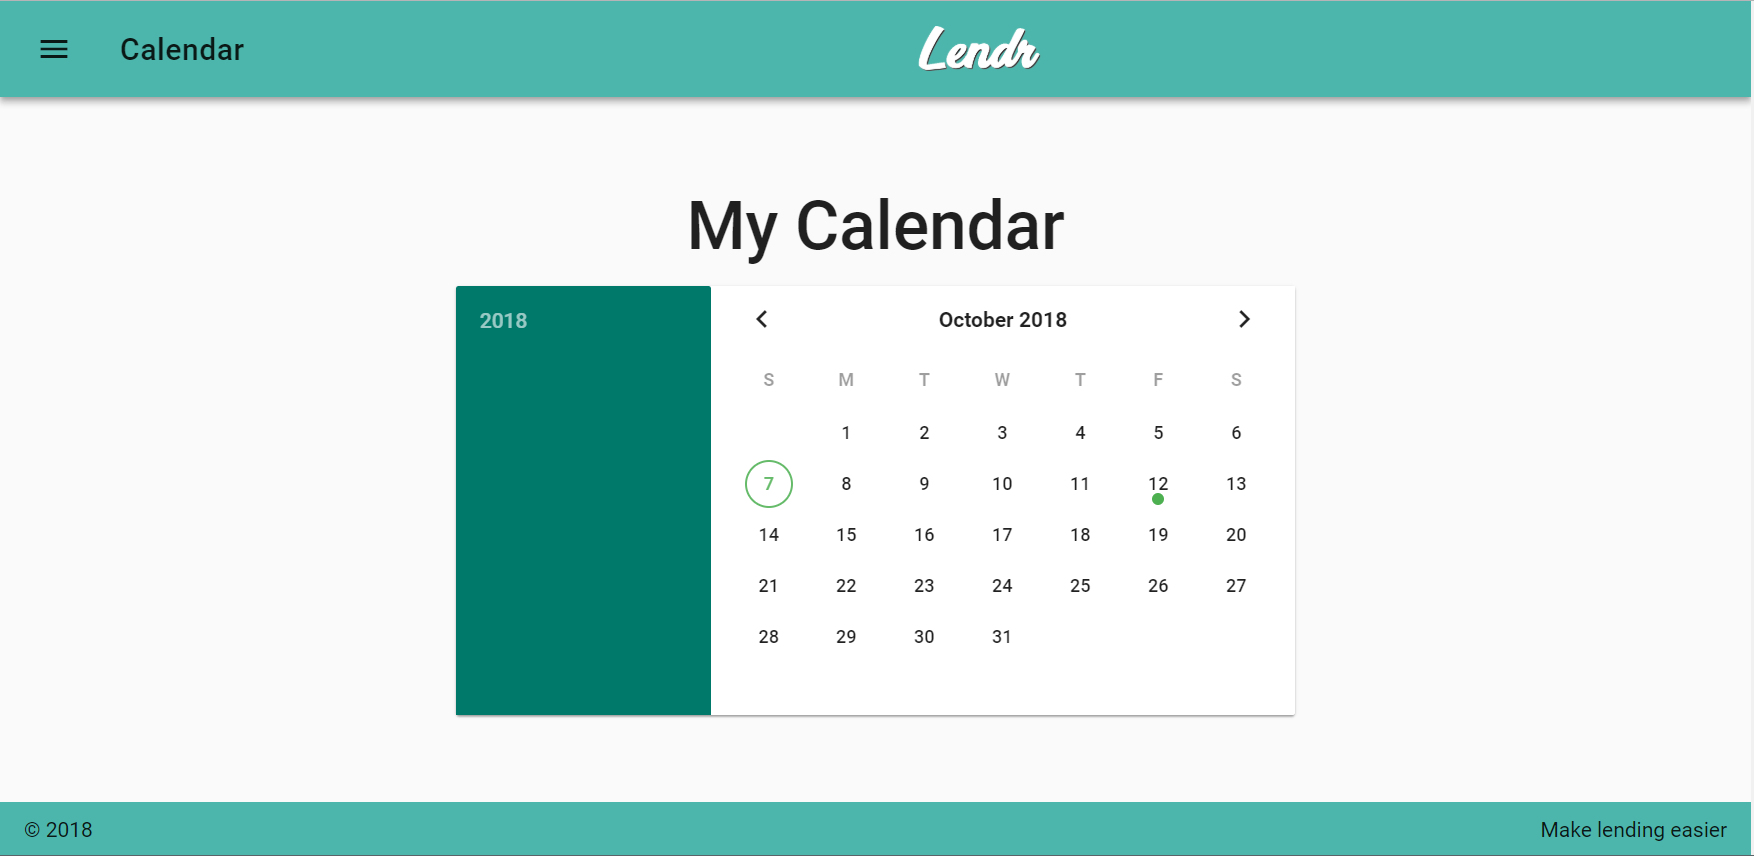 Calendar
Lendr
My Calendar
2018
October 2018
S M T W T F S
1 2 3 4 5 6
7 8 9 10 11 12 13
14 15 16 17 18 19 20
21 22 23 24 25 26 27
28 29 30 31
© 2018
Make lending easier